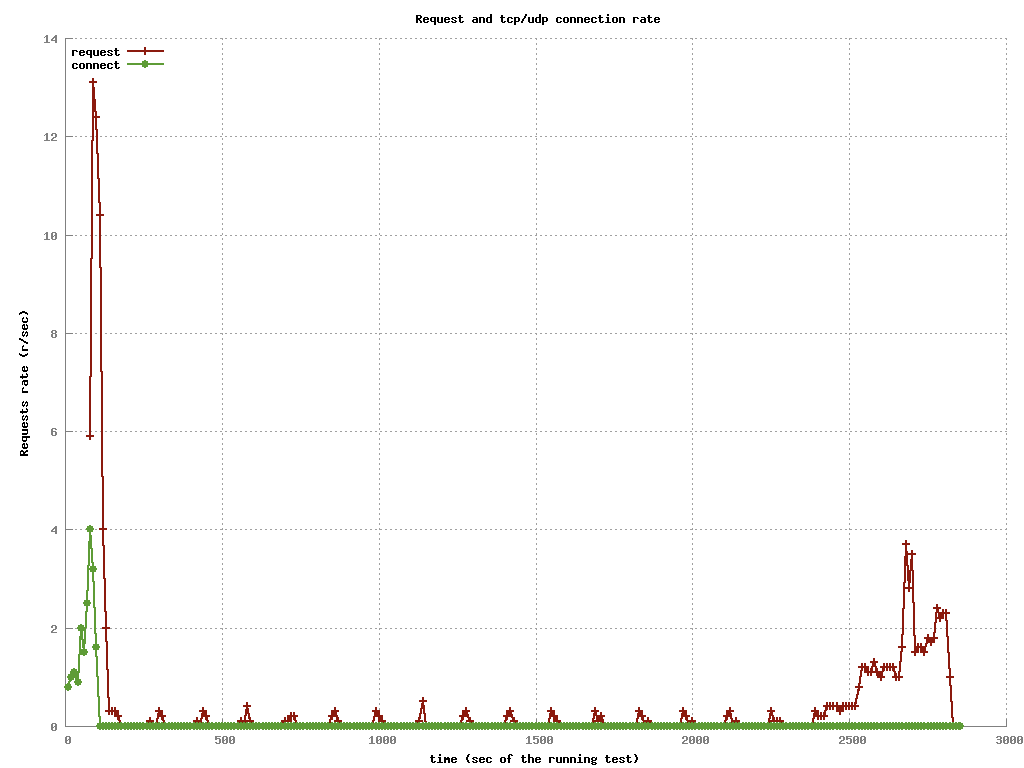 Request and tcp/udp connection rate
request
connect
14
12
10
8
6
4
2
0
Requests rate (r/sec)
0 500 1000 1500 2000 2500 3000
time (sec of the running test)